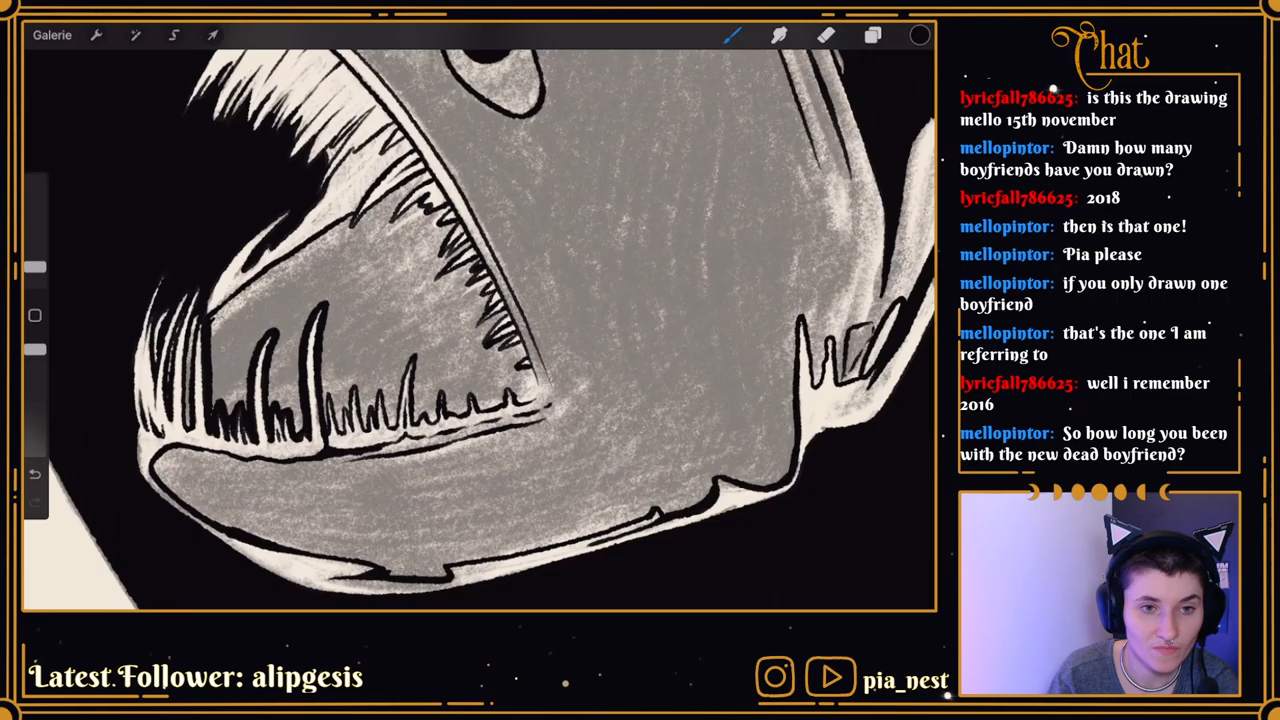 Galerie
Chat
lyricfall786625: is this the drawing
mello 15th november
mellopintor: Damn how many
boyfriends have you drawn?
lyricfall786625: 2018
mellopintor: then is that one!
mellopintor: Pia please
mellopintor: if you only drawn one
boyfriend
mellopintor: that's the one I am
referring to
lyricfall786625: well i remember
2016
mellopintor: So how long you been
with the new dead boyfriend?
Latest Follower: alipgesis
pia_nest